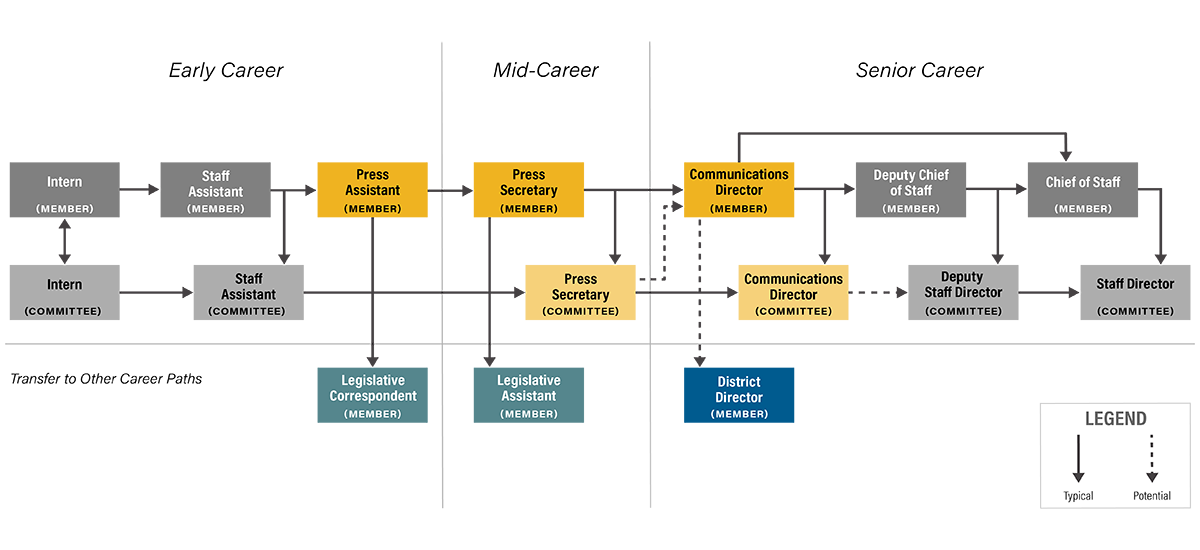 Early Career
Mid-Career
Senior Career
Intern
(MEMBER)
Staff
Assistant
(MEMBER)
Press
Assistant
(MEMBER)
Press
Secretary
(MEMBER)
Communications
Director
(MEMBER)
Deputy Chief
of Staff
(MEMBER)
Chief of Staff
(MEMBER)
Intern
(COMMITTEE)
Staff
Assistant
(COMMITTEE)
Press
Secretary
(COMMITTEE)
Communications
Director
(COMMITTEE)
Deputy
Staff Director
(COMMITTEE)
Staff Director
(COMMITTEE)
Transfer to Other Career Paths
Legislative
Correspondent
(MEMBER)
Legislative
Assistant
(MEMBER)
District
Director
(MEMBER)
LEGEND
Typical
Potential